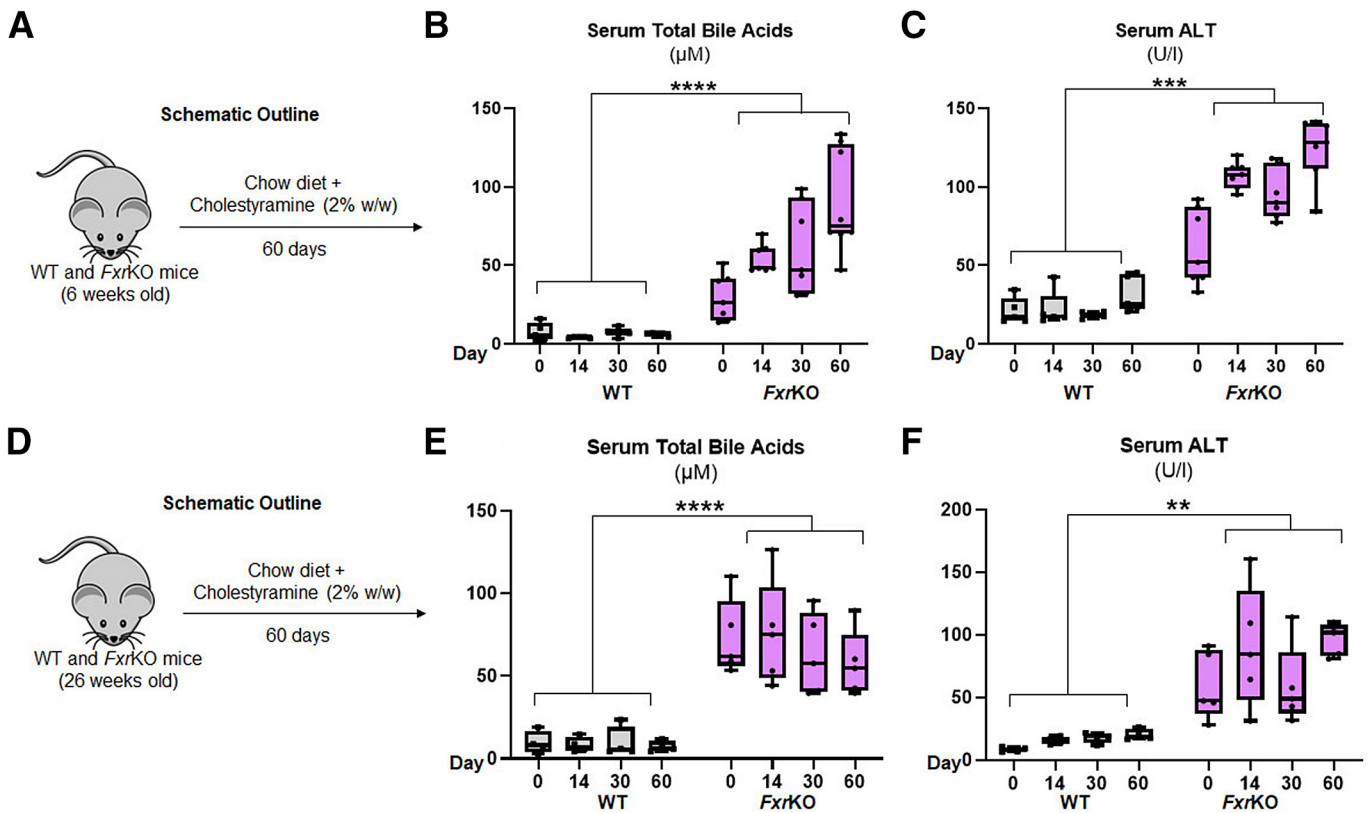 A
Schematic Outline
Chow diet +
Cholestyramine (2% w/w)
60 days
WT and FxrKO mice
(6 weeks old)
B
Serum Total Bile Acids
(µM)
****
150
100
50
0
Day
0 14 30 60 0 14 30 60
WT FxrKO
C
Serum ALT
(U/l)
***
150
100
50
0
Day
0 14 30 60 0 14 30 60
WT FxrKO
D
Schematic Outline
Chow diet +
Cholestyramine (2% w/w)
60 days
WT and FxrKO mice
(26 weeks old)
E
Serum Total Bile Acids
(µM)
****
150
100
50
0
Day
0 14 30 60 0 14 30 60
WT FxrKO
F
Serum ALT
(U/l)
**
200
150
100
50
0
Day
0 14 30 60 0 14 30 60
WT FxrKO